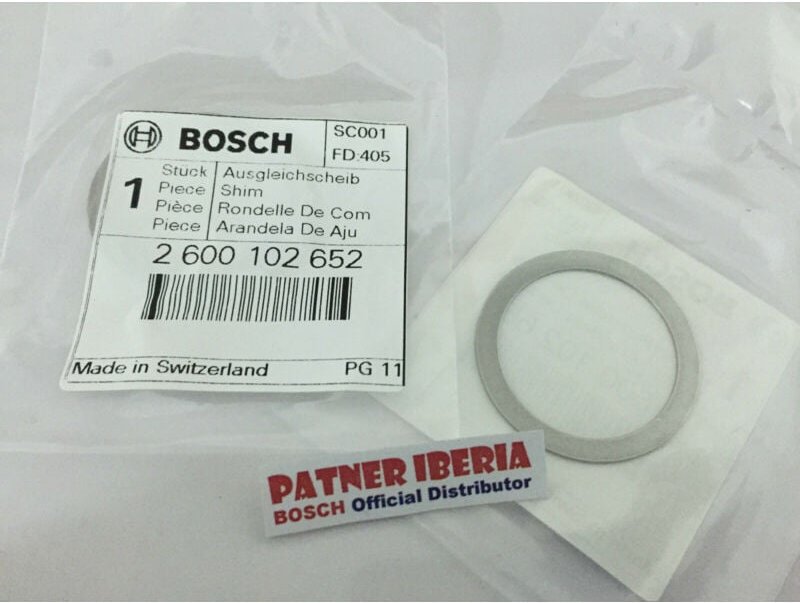 BOSCH
SC001
FD:405
1
Stück Ausgleichscheib
Piece Shim
Pièce Rondelle De Com
Piece Arandela De Aju
2 600 102 652
Made in Switzerland PG 11
PATNER IBERIA
BOSCH Official Distributor